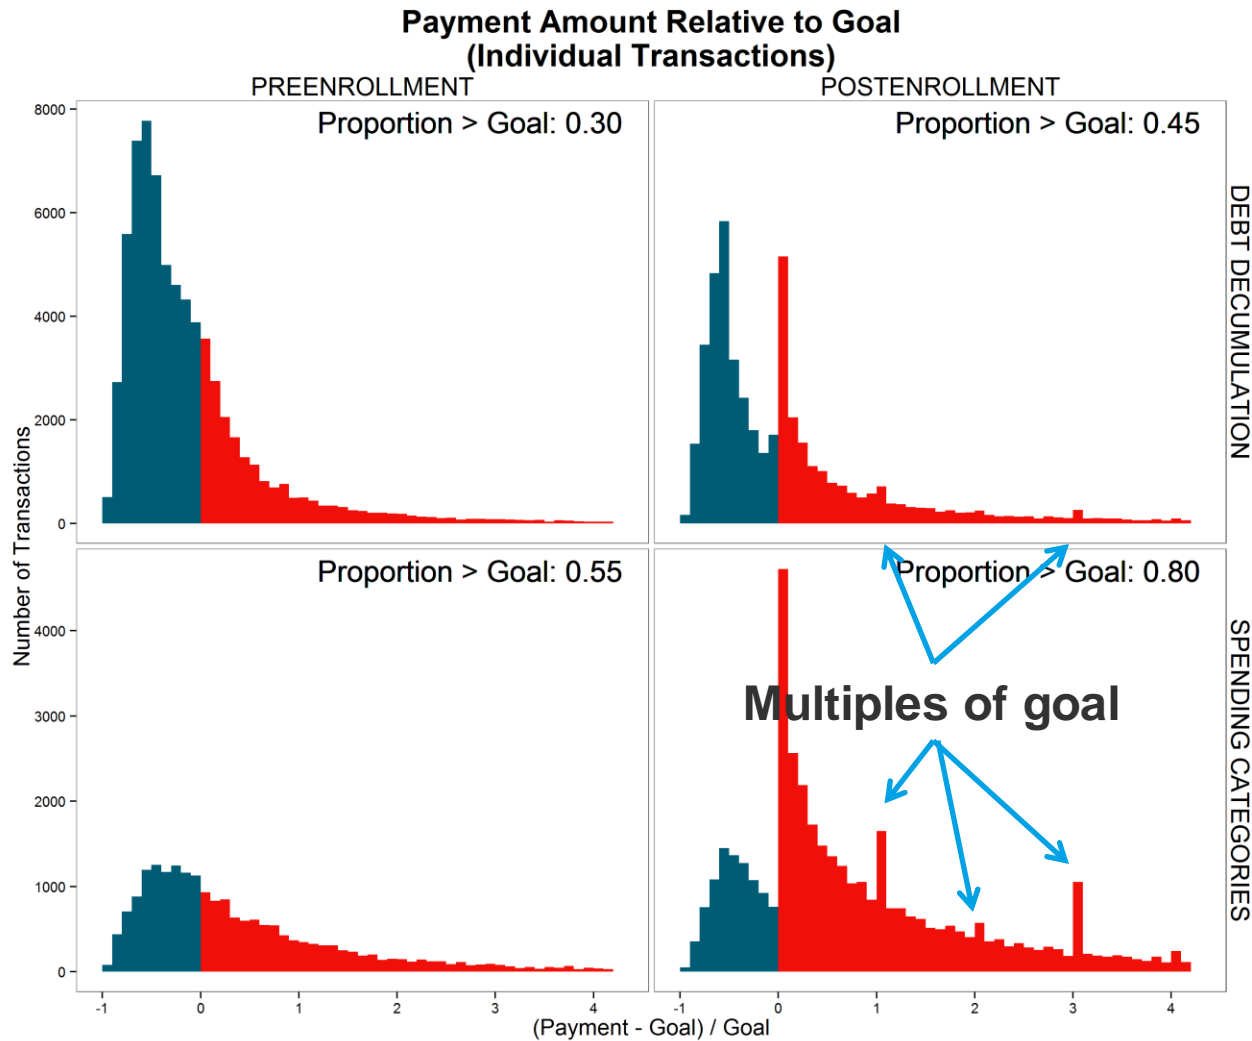 Payment Amount Relative to Goal
(Individual Transactions)
PREENROLLMENT
POSTENROLLMENT
Proportion > Goal: 0.30
Proportion > Goal: 0.45
8000
6000
4000
2000
0
DEBT DECUMULATION
Number of Transactions
Proportion > Goal: 0.55
Proportion > Goal: 0.80
Multiples of goal
4000
3000
2000
1000
0
SPENDING CATEGORIES
-1 0 1 2 3 4
-1 0 1 2 3 4
(Payment - Goal) / Goal